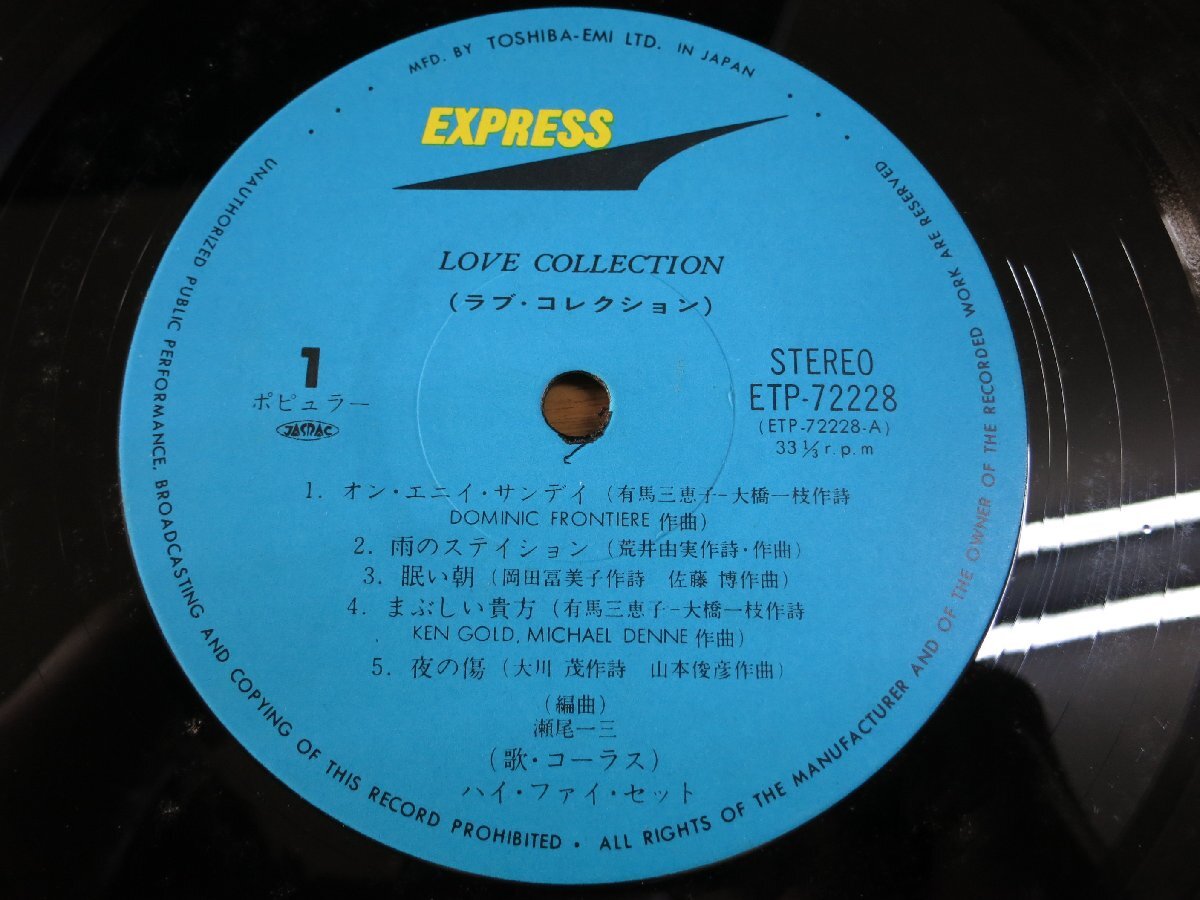 MFD. BY TOSHIBA-EMI LTD. IN JAPAN
EXPRESS
LOVE COLLECTION
(ラブ・コレクション)
1
ポピュラー
JASRAC
STEREO
ETP-72228
(ETP-72228-A)
33 1/3 r.p.m
1. オン・エニイ・サンデイ (有馬三恵子-大橋一枝作詩
DOMINIC FRONTIERE 作曲)
2. 雨のステイション (荒井由実作詩・作曲)
3. 眠い朝 (岡田冨美子作詩 佐藤 博作曲)
4. まぶしい貴方 (有馬三恵子-大橋一枝作詩
KEN GOLD, MICHAEL DENNE 作曲)
5. 夜の傷 (大川 茂作詩 山本俊彦作曲)
(編曲)
瀬尾一三
(歌・コーラス)
ハイ・ファイ・セット
UNAUTHORIZED PUBLIC PERFORMANCE, BROADCASTING AND COPYING OF THIS RECORD PROHIBITED • ALL RIGHTS OF THE MANUFACTURER AND OF THE OWNER OF THE RECORDED WORK ARE RESERVED